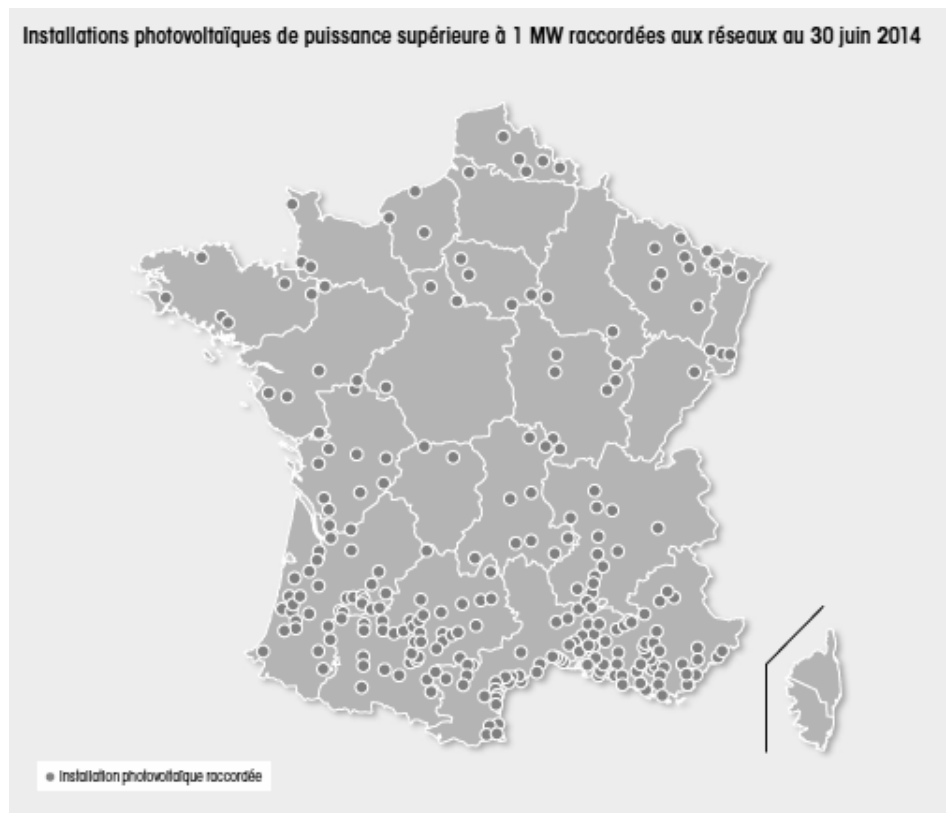 Installations photovoltaïques de puissance supérieure à 1 MW raccordées aux réseaux au 30 juin 2014
Installation photovoltaïque raccordée